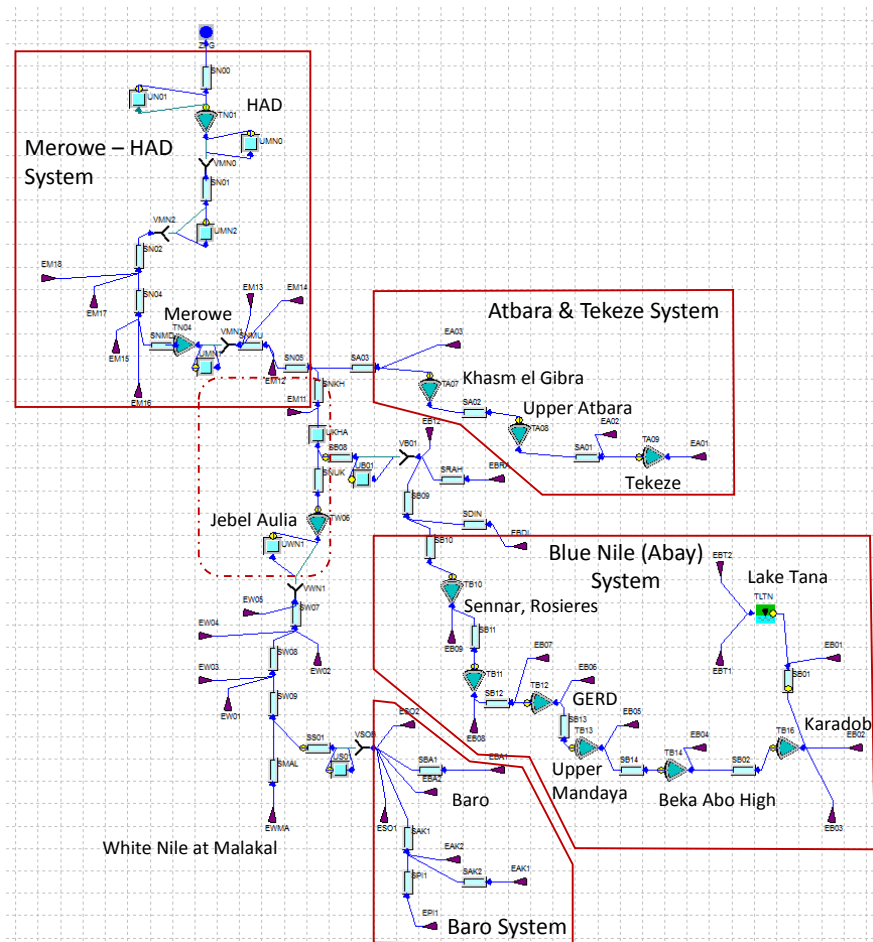 SN00
UN01
TN01
HAD
UMN0
Merowe – HAD
System
VMN0
SN01
VMN2
UMN2
SN02
EM18
EM17
SN04
Merowe
EM13
EM14
TN04
VMN1
SNMD
SNMU
UMN1
EM15
EM16
EM12
SN05
SA03
Atbara & Tekeze System
EA03
Khasm el Gibra
TA07
SA02
Upper Atbara
TA08
EA02
SA01
TA09
EA01
Tekeze
SNKH
EM11
UKHA
SB08
VB01
EB12
UB01
SRAH
SNUK
SB09
SDIN
Jebel Aulia
TW06
UWN1
SB10
VWN1
Blue Nile (Abay)
System
EBT2
Lake Tana
TLTN
EBT1
TB10
Sennar, Rosieres
EB09
SB11
EW05
SW07
EW04
EW02
SW08
EW03
EW01
SW09
TB11
EB07
EB06
SB12
TB12
GERD
EB08
SB13
EB05
TB13
EB01
SB01
Karadob
EB04
TB16
EB02
Upper
Mandaya
SB14
TB14
SB02
Beka Abo High
EB03
ESO2
SS01
US01
SMAL
SBA1
EBA1
EBA2
Baro
ESO1
EWMA
White Nile at Malakal
SAK1
EAK2
SAK2
EAK1
SPI1
EPI1
Baro System